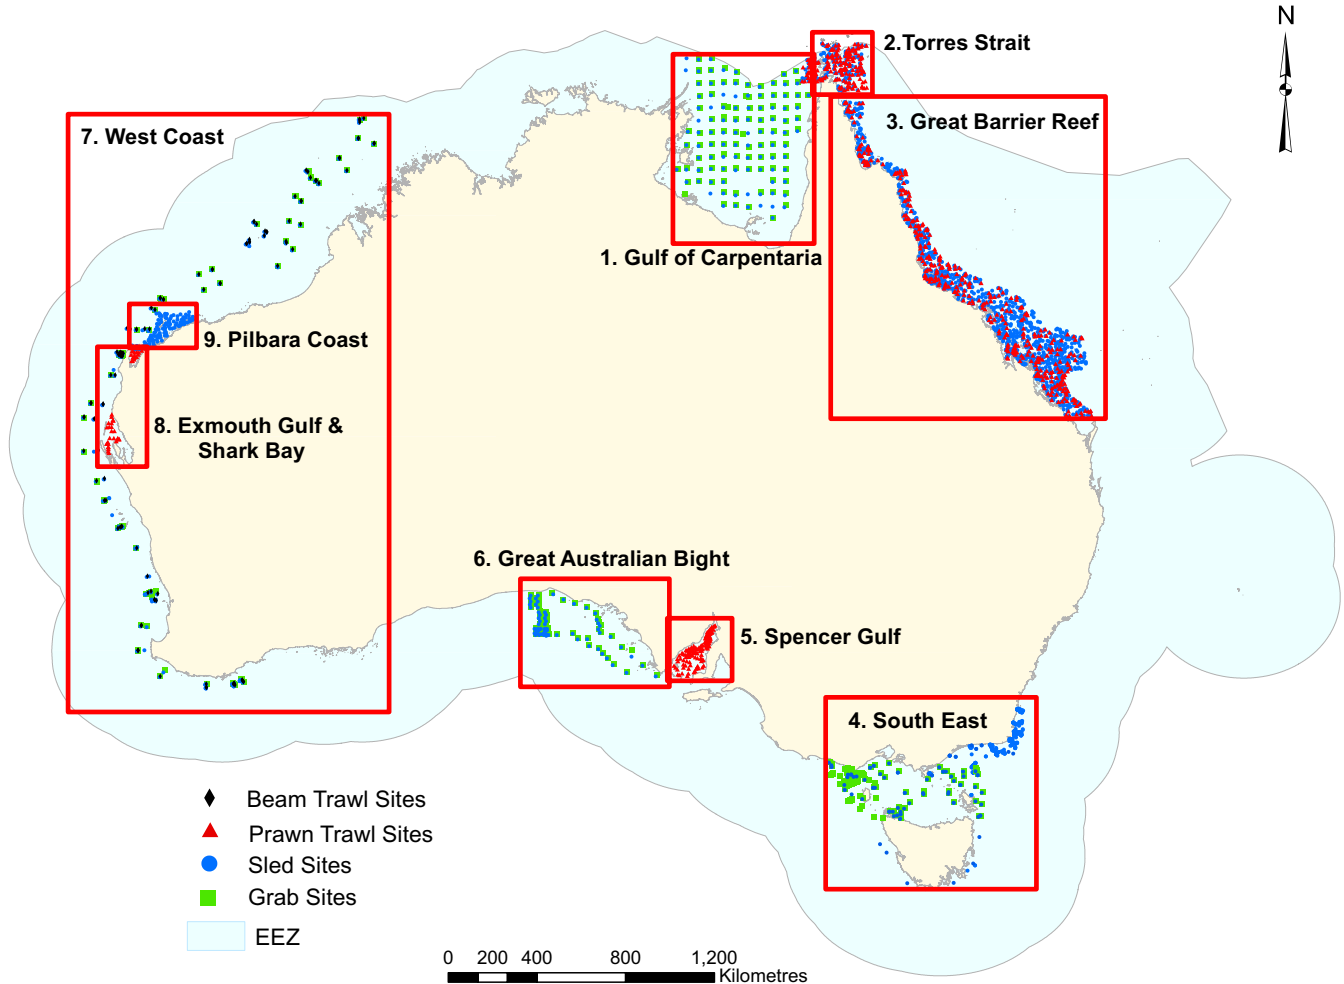 N
2.Torres Strait
7. West Coast
3. Great Barrier Reef
1. Gulf of Carpentaria
9. Pilbara Coast
8. Exmouth Gulf &
Shark Bay
6. Great Australian Bight
5. Spencer Gulf
4. South East
Beam Trawl Sites
Prawn Trawl Sites
Sled Sites
Grab Sites
EEZ
0 200 400 800 1,200
Kilometres